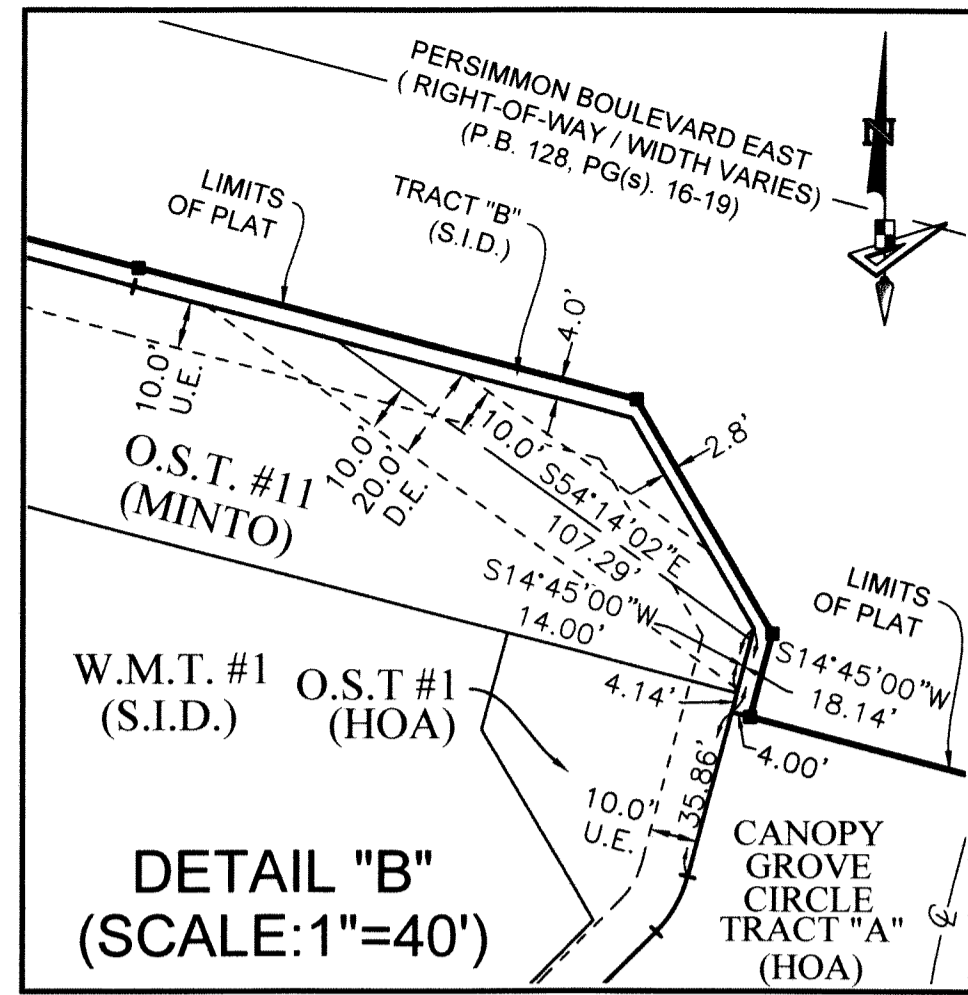 PERSIMMON BOULEVARD EAST
( RIGHT-OF-WAY / WIDTH VARIES)
(P.B. 128, PG(s). 16-19)
N
LIMITS
OF PLAT
TRACT "B"
(S.I.D.)
4.0'
10.0'
U.E.
10.0'
20.0'
D.E.
10.0'
2.8'
S54°14'02"E
107.29'
O.S.T. #11
(MINTO)
S14°45'00"W
14.00'
LIMITS
OF PLAT
W.M.T. #1
(S.I.D.)
O.S.T #1
(HOA)
4.14'
S14°45'00"W
18.14'
4.00'
35.86'
10.0'
U.E.
CANOPY
GROVE
CIRCLE
TRACT "A"
(HOA)
DETAIL "B"
(SCALE:1"=40')
℄